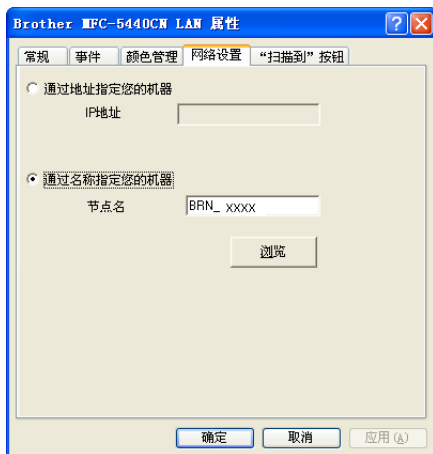 Brother MFC-5440CN LAN 属性
常规 事件 颜色管理 网络设置 “扫描到”按钮
通过地址指定您的机器
IP地址
通过名称指定您的机器
节点名 BRN_ xxxx
浏览
确定 取消 应用(A)